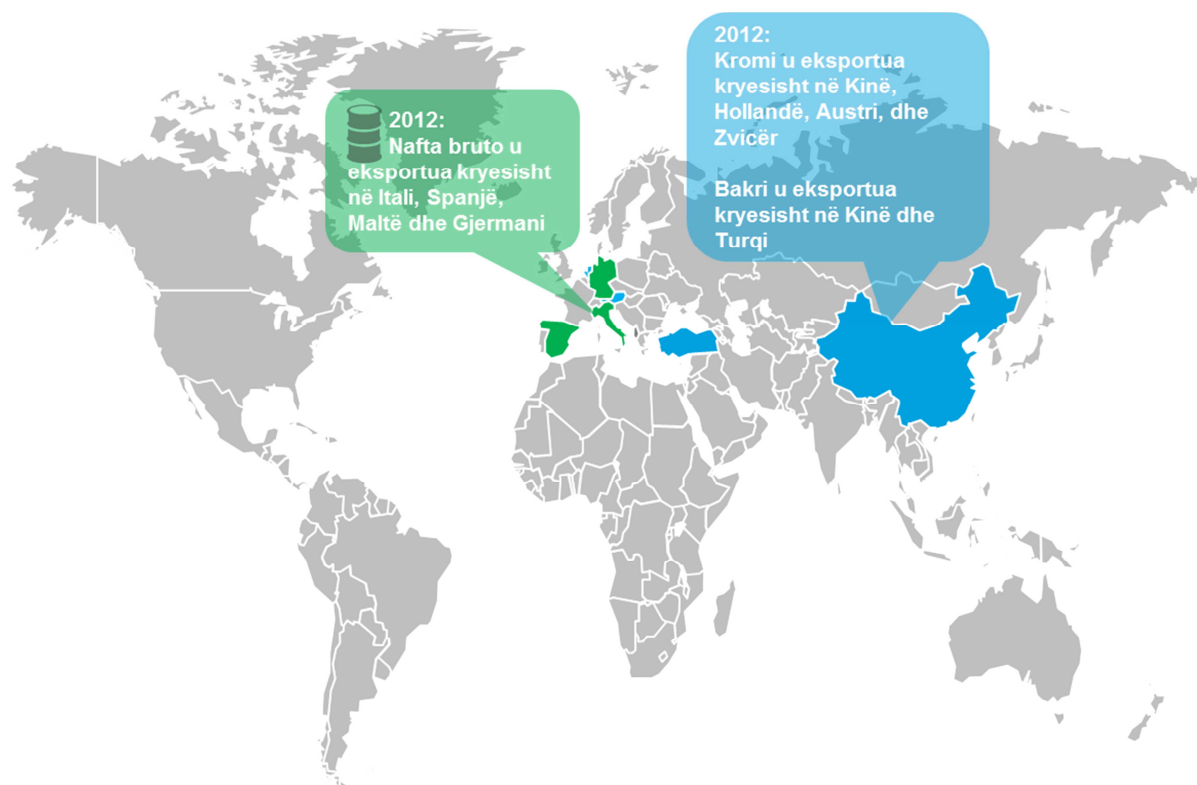 2012:
Nafta bruto u
eksportua kryesisht
në Itali, Spanjë,
Maltë dhe Gjermani
2012:
Kromi u eksportua
kryesisht në Kinë,
Hollandë, Austri, dhe
Zvicër
Bakri u eksportua
kryesisht në Kinë dhe
Turqi